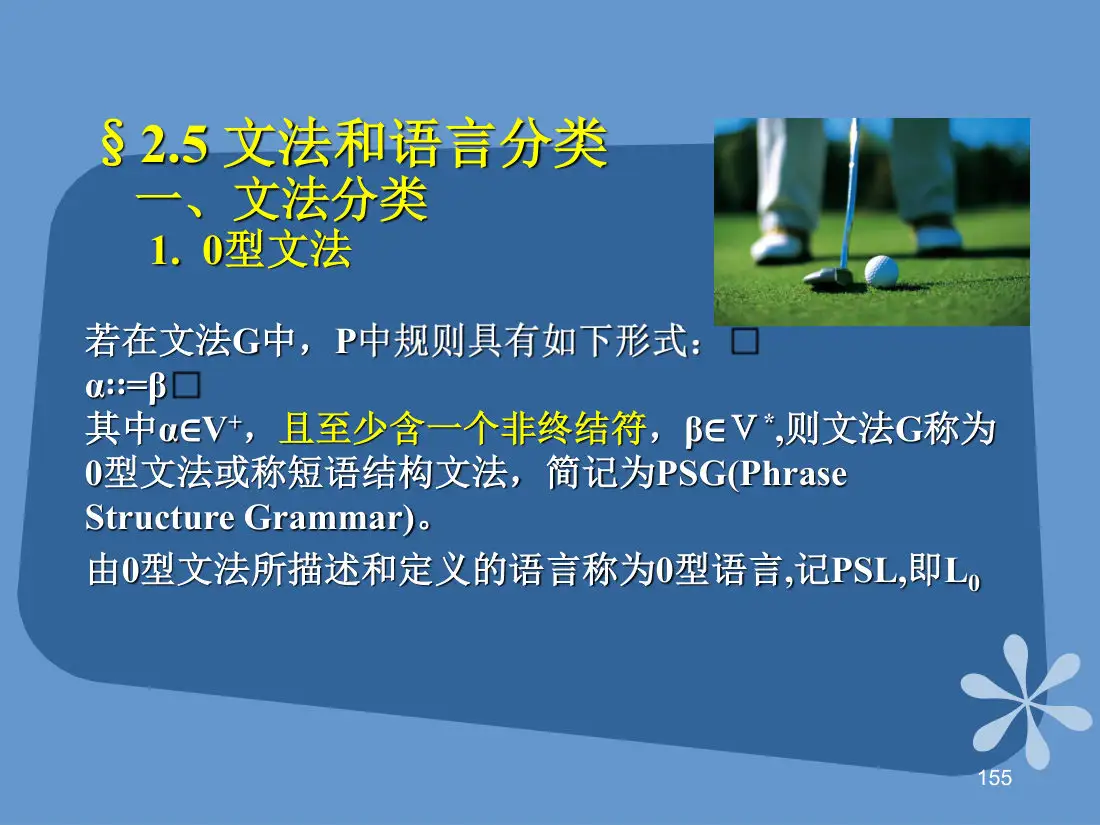 §2.5 文法和语言分类
一、文法分类
1. 0型文法
若在文法G中，P中规则具有如下形式：□
α::=β□
其中α∈V+，且至少含一个非终结符，β∈V*,则文法G称为
0型文法或称短语结构文法，简记为PSG(Phrase
Structure Grammar)。
由0型文法所描述和定义的语言称为0型语言,记PSL,即L0
155